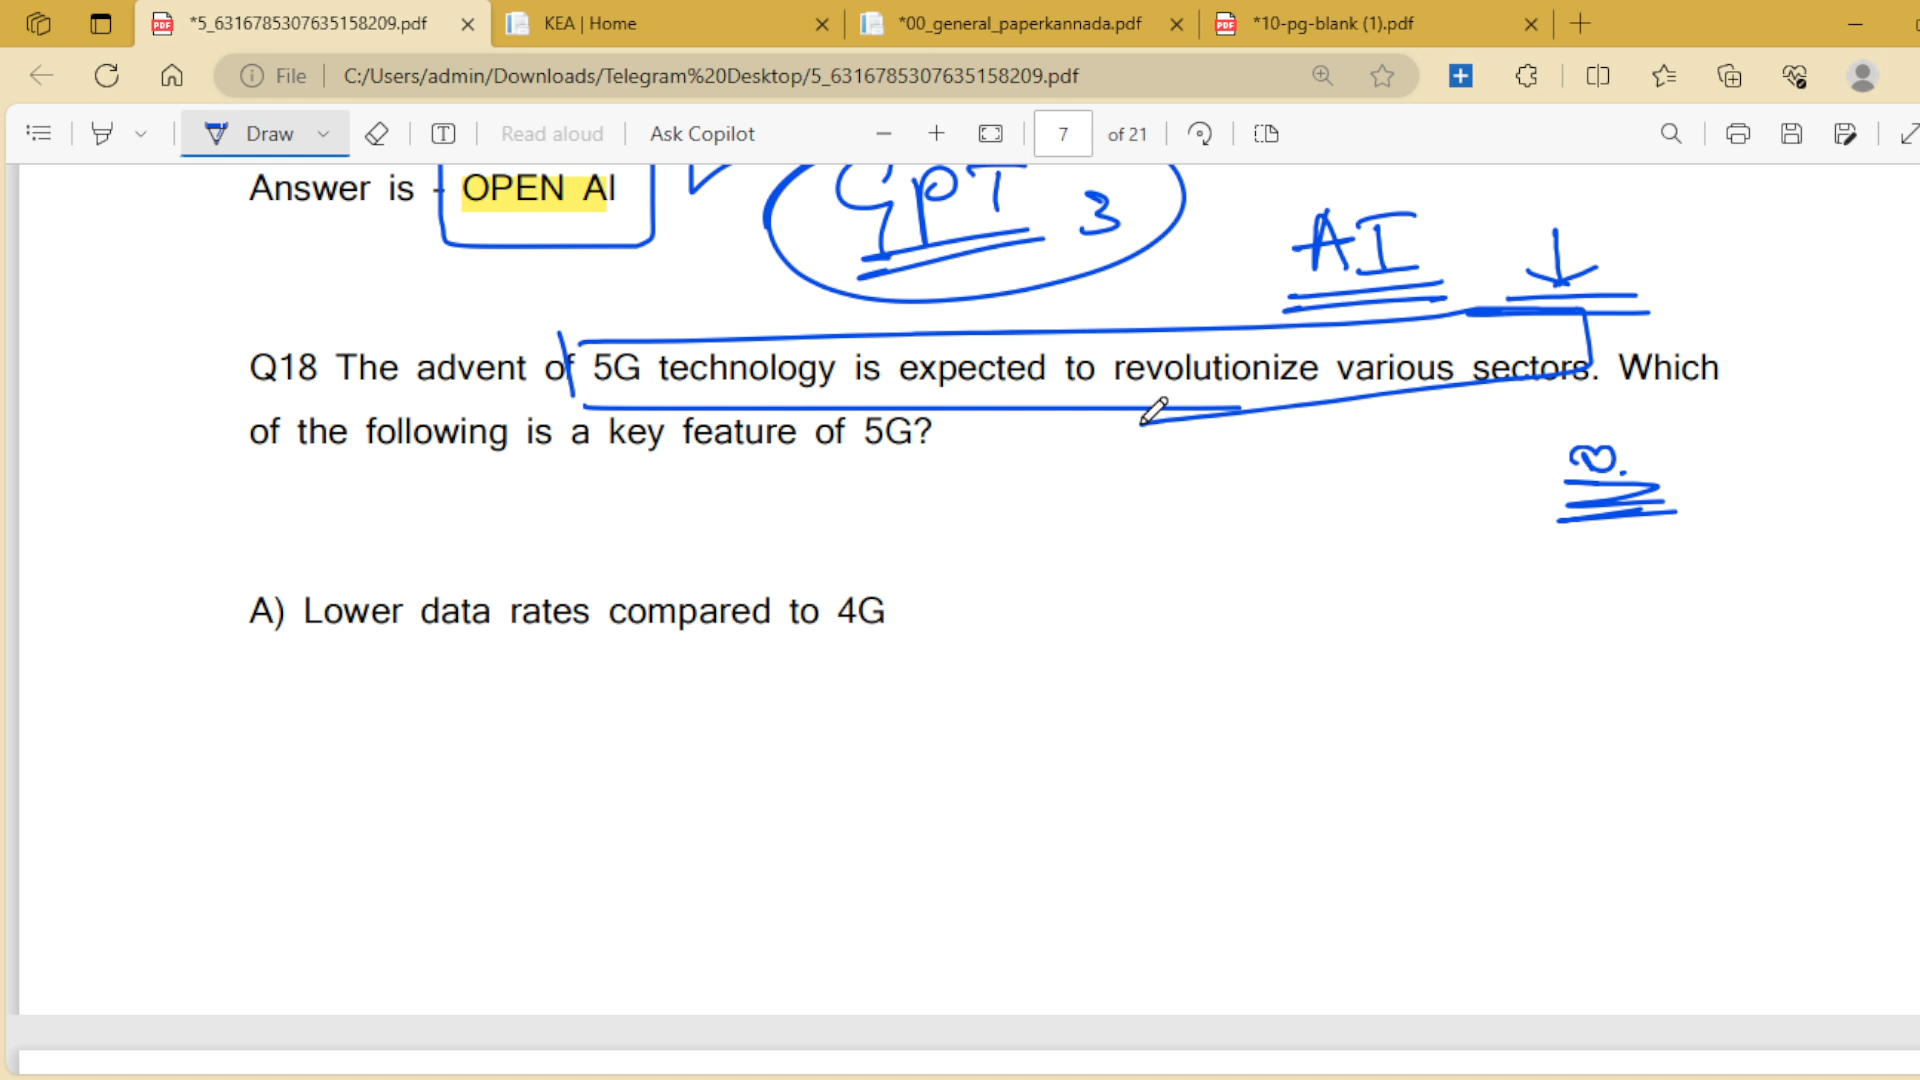 *5_6316785307635158209.pdf
KEA | Home
*00_general_paperkannada.pdf
*10-pg-blank (1).pdf
File
C:/Users/admin/Downloads/Telegram%20Desktop/5_6316785307635158209.pdf
Draw
Read aloud
Ask Copilot
7
of 21
Answer is - OPEN AI
GPT 3
AI
Q18 The advent of 5G technology is expected to revolutionize various sectors. Which
of the following is a key feature of 5G?
A) Lower data rates compared to 4G